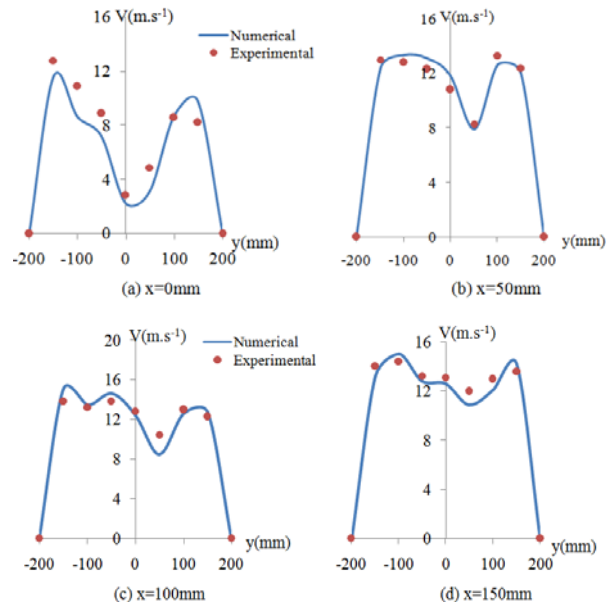 16 V(m.s⁻¹)
Numerical
Experimental
12
8
4
0
y(mm)
-200 -100 0 100 200
(a) x=0mm
16 V(m.s⁻¹)
12
8
4
0
y(mm)
-200 -100 0 100 200
(b) x=50mm
V(m.s⁻¹)
20
Numerical
Experimental
16
12
8
4
0
y(mm)
-200 -100 0 100 200
(c) x=100mm
V(m.s⁻¹)
16
12
8
4
0
y(mm)
-200 -100 0 100 200
(d) x=150mm